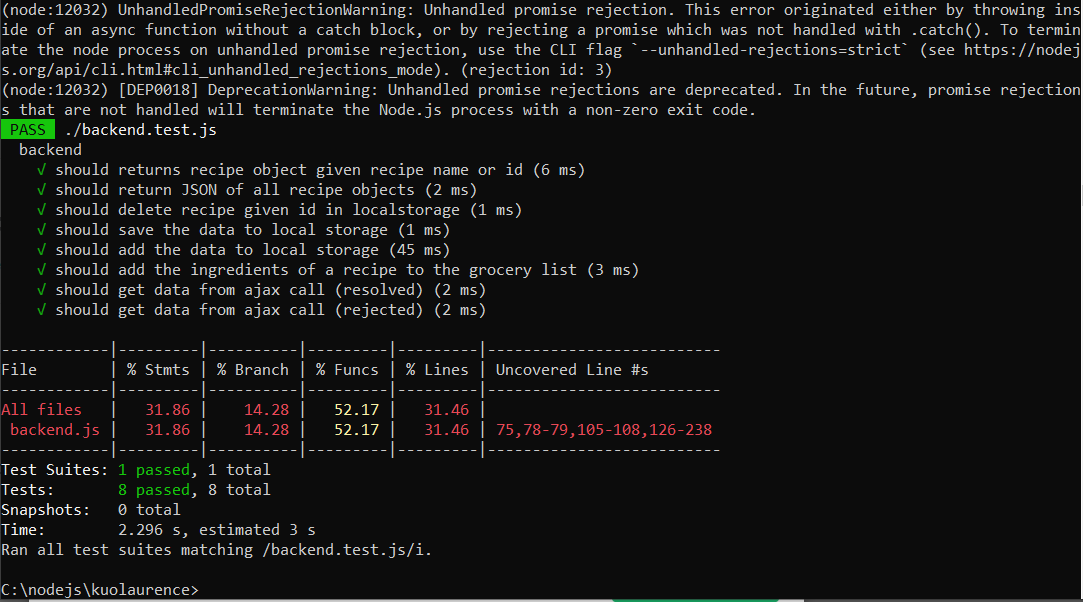 (node:12032) UnhandledPromiseRejectionWarning: Unhandled promise rejection. This error originated either by throwing ins
ide of an async function without a catch block, or by rejecting a promise which was not handled with .catch(). To termin
ate the node process on unhandled promise rejection, use the CLI flag `--unhandled-rejections=strict` (see https://nodej
s.org/api/cli.html#cli_unhandled_rejections_mode). (rejection id: 3)
(node:12032) [DEP0018] DeprecationWarning: Unhandled promise rejections are deprecated. In the future, promise rejection
s that are not handled will terminate the Node.js process with a non-zero exit code.
PASS ./backend.test.js
  backend
    √ should returns recipe object given recipe name or id (6 ms)
    √ should return JSON of all recipe objects (2 ms)
    √ should delete recipe given id in localstorage (1 ms)
    √ should save the data to local storage (1 ms)
    √ should add the data to local storage (45 ms)
    √ should add the ingredients of a recipe to the grocery list (3 ms)
    √ should get data from ajax call (resolved) (2 ms)
    √ should get data from ajax call (rejected) (2 ms)
------------|---------|----------|---------|---------|--------------------------
File        | % Stmts | % Branch | % Funcs | % Lines | Uncovered Line #s
------------|---------|----------|---------|---------|--------------------------
All files   |   31.86 |    14.28 |   52.17 |   31.46 |
 backend.js |   31.86 |    14.28 |   52.17 |   31.46 | 75,78-79,105-108,126-238
------------|---------|----------|---------|---------|--------------------------
Test Suites: 1 passed, 1 total
Tests:       8 passed, 8 total
Snapshots:   0 total
Time:        2.296 s, estimated 3 s
Ran all test suites matching /backend.test.js/i.
C:\nodejs\kuolaurence>